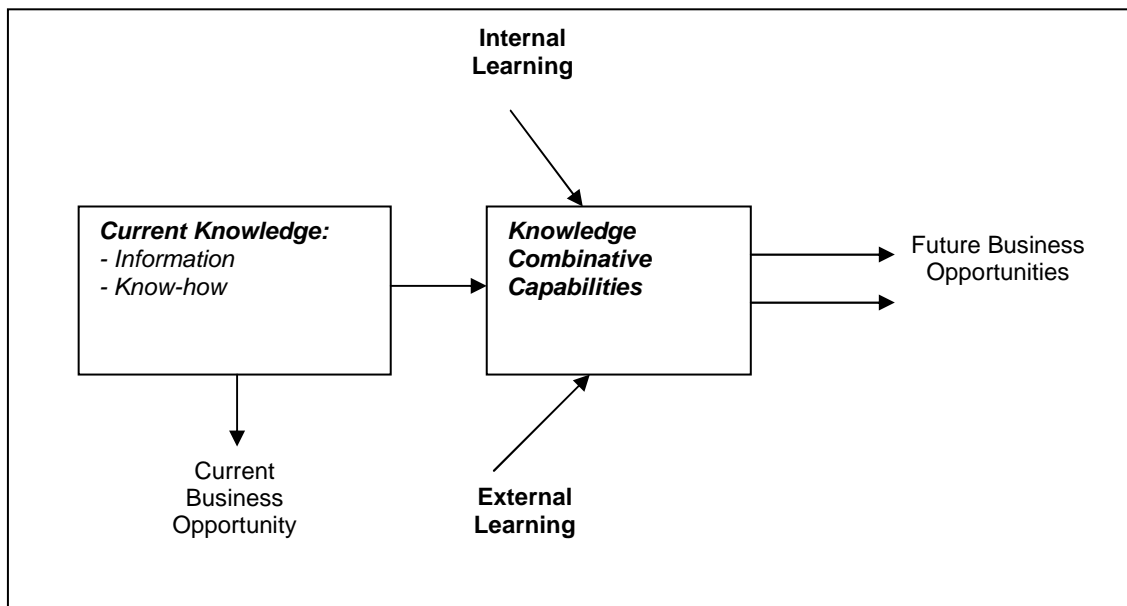 Internal
Learning
Current Knowledge:
- Information
- Know-how
Knowledge
Combinative
Capabilities
Future Business
Opportunities
Current
Business
Opportunity
External
Learning